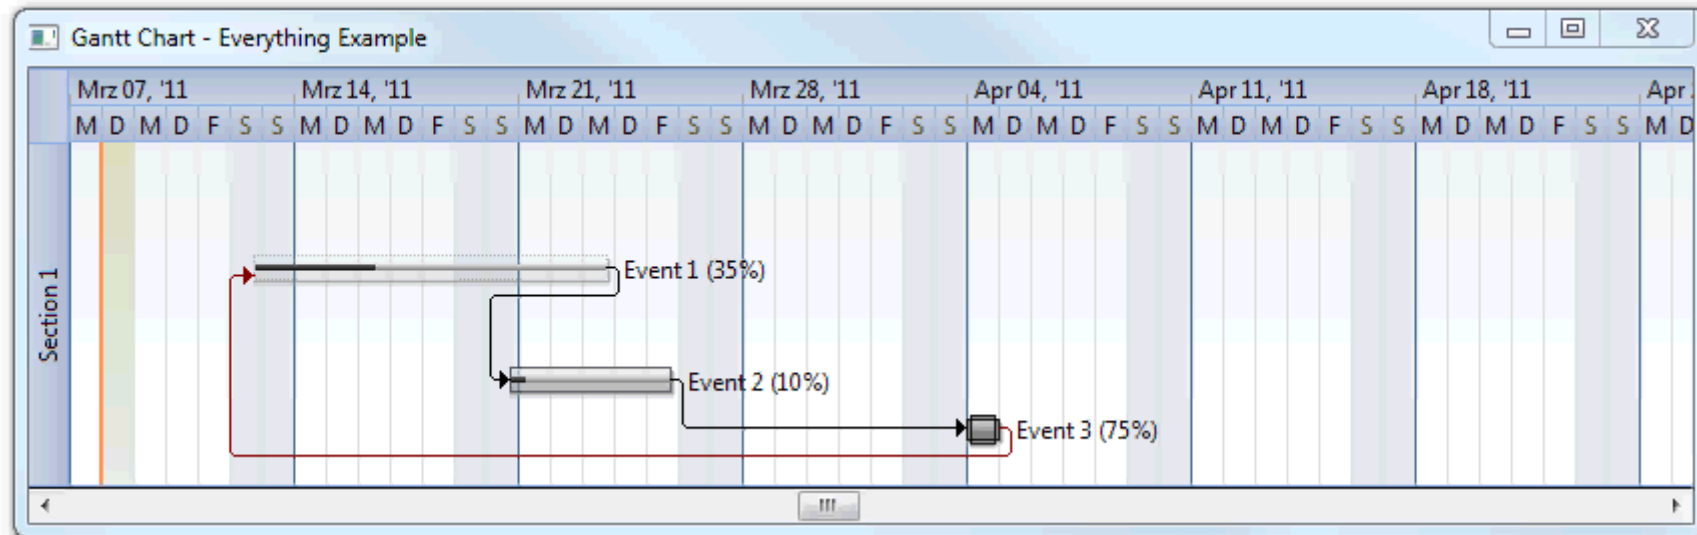 Gantt Chart - Everything Example
Mrz 07, '11 Mrz 14, '11 Mrz 21, '11 Mrz 28, '11 Apr 04, '11 Apr 11, '11 Apr 18, '11 Apr
M D M D F S S M D M D F S S M D M D F S S M D M D F S S M D M D F S S M D M D F S S M D M D F S S M D
Section 1
Event 1 (35%)
Event 2 (10%)
Event 3 (75%)